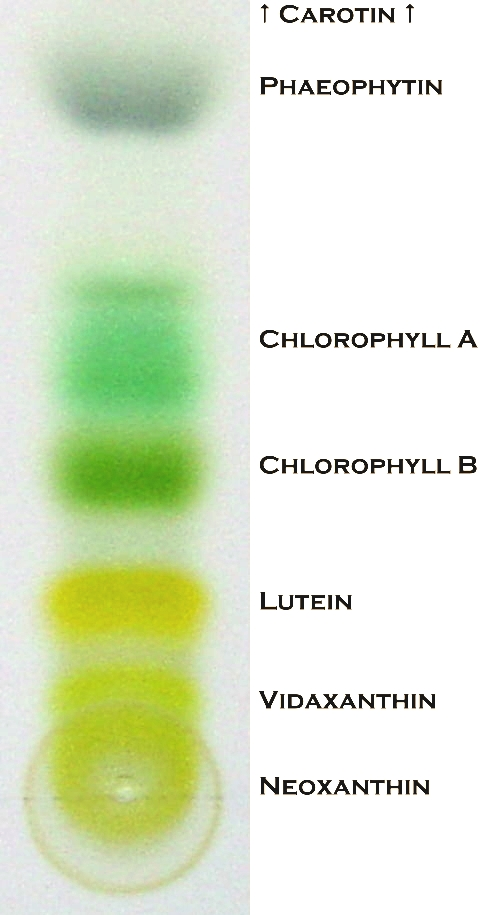 ↑ Carotin ↑
Phaeophytin
Chlorophyll a
Chlorophyll b
Lutein
Vidaxanthin
Neoxanthin